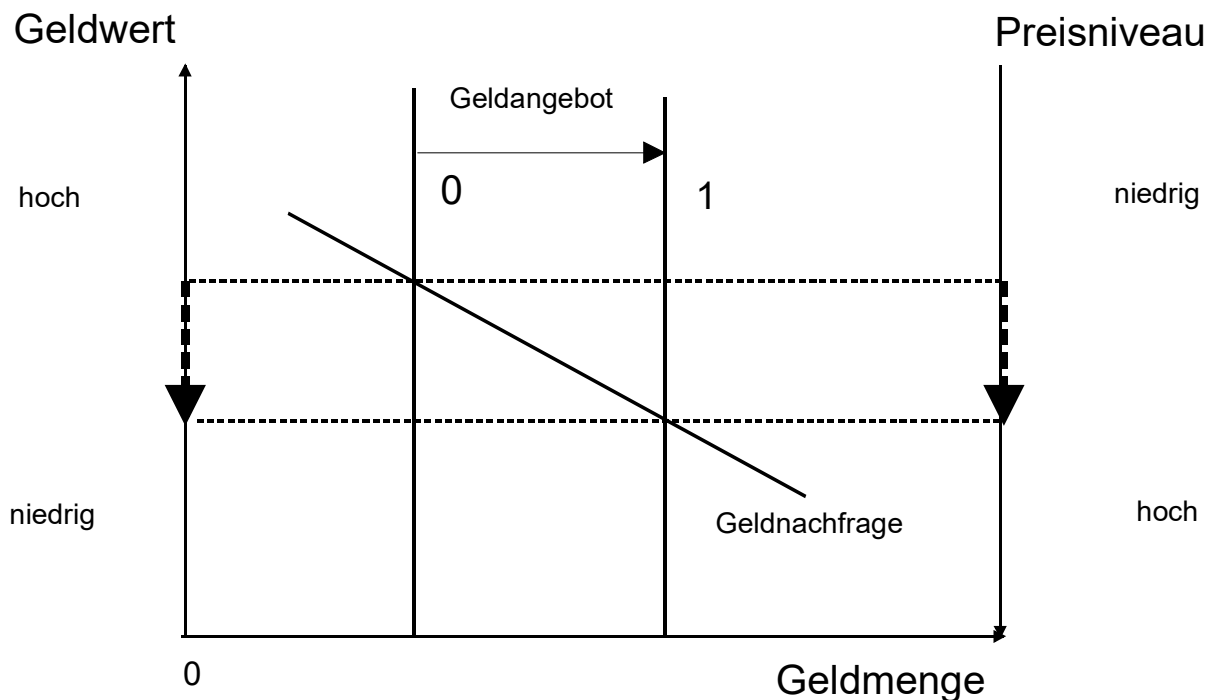 Geldwert
Preisniveau
Geldangebot
0
1
hoch
niedrig
niedrig
Geldnachfrage
hoch
0
Geldmenge